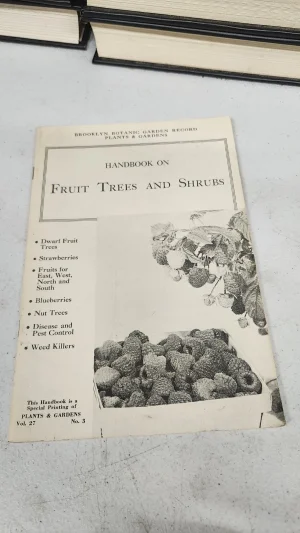 BROOKLYN BOTANIC GARDEN RECORD
PLANTS & GARDENS
HANDBOOK ON
FRUIT TREES AND SHRUBS
• Dwarf Fruit
Trees
• Strawberries
• Fruits for
East, West,
North and
South
• Blueberries
• Nut Trees
• Disease and
Pest Control
• Weed Killers
This Handbook is a
Special Printing of
PLANTS & GARDENS
Vol. 27 No. 3